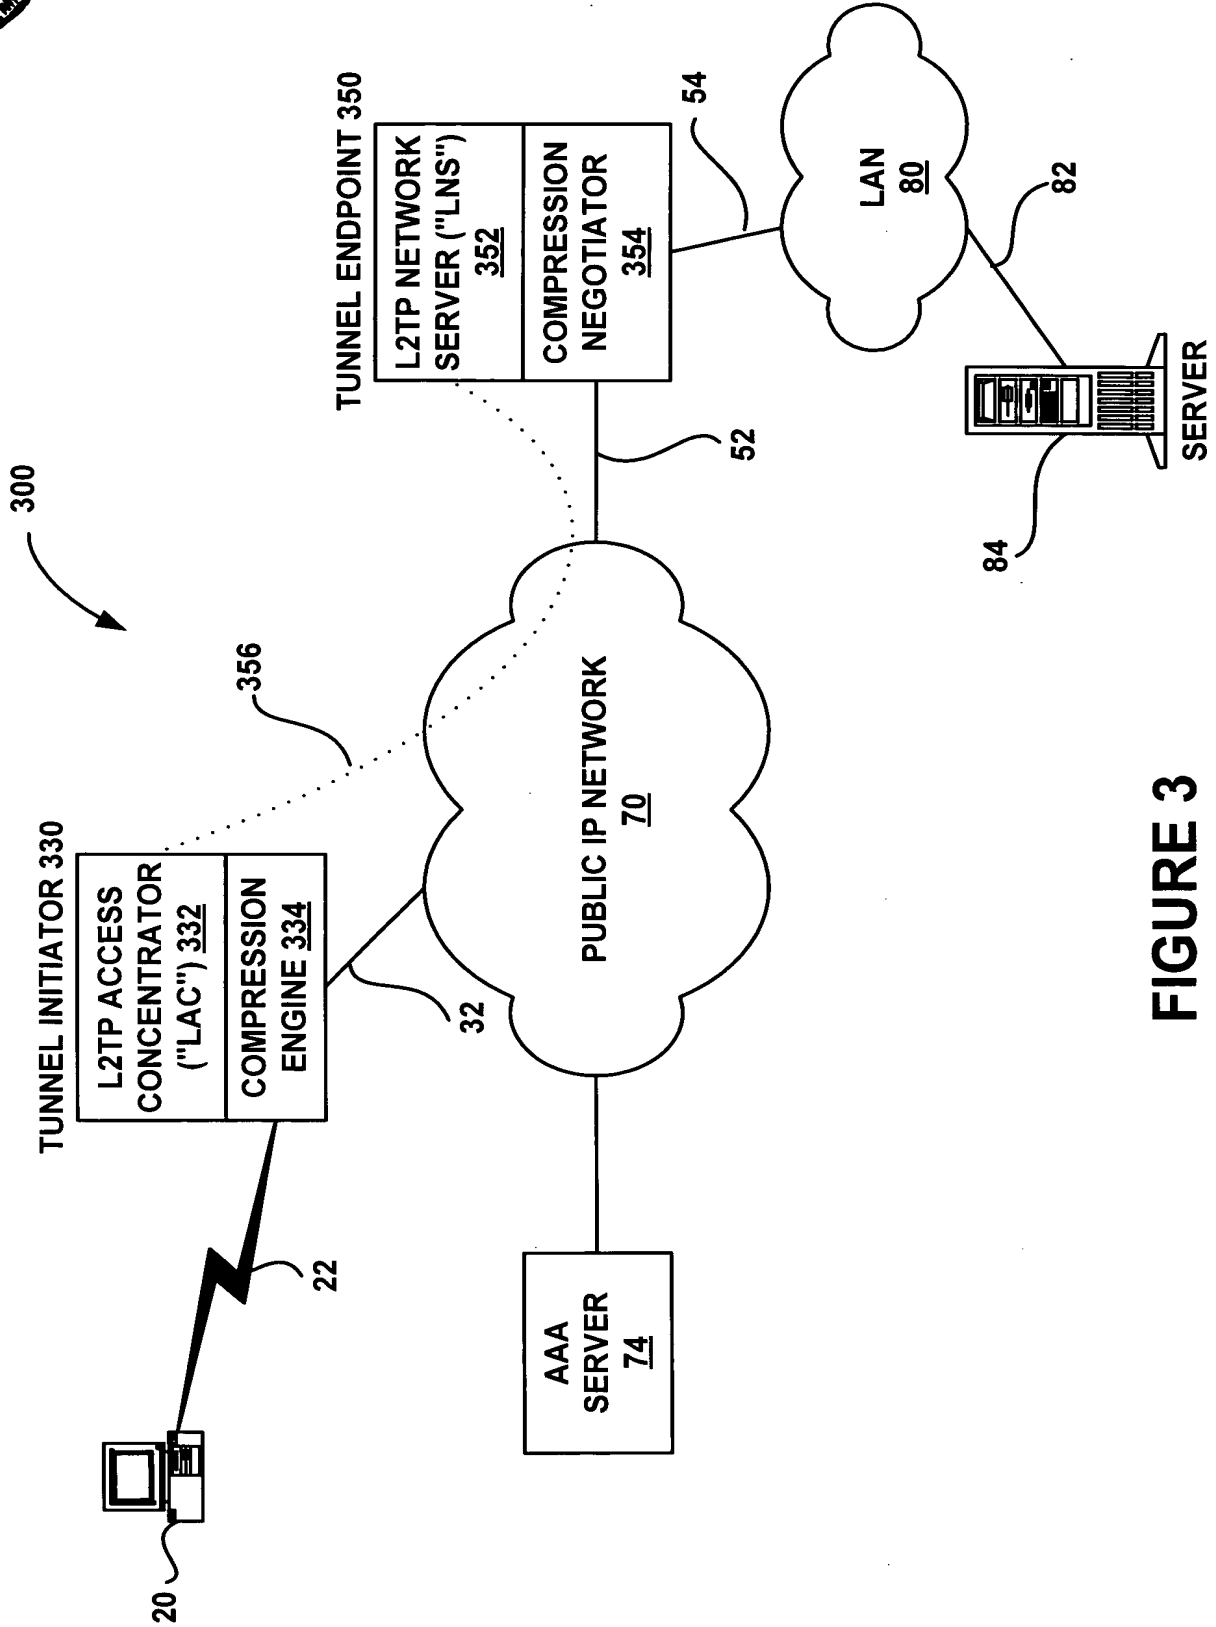 300
TUNNEL INITIATOR 330
L2TP ACCESS
CONCENTRATOR
("LAC") 332
COMPRESSION
ENGINE 334
356
TUNNEL ENDPOINT 350
L2TP NETWORK
SERVER ("LNS")
352
COMPRESSION
NEGOTIATOR
354
20
22
32
52
54
PUBLIC IP NETWORK
70
AAA
SERVER
74
LAN
80
82
84
SERVER
FIGURE 3